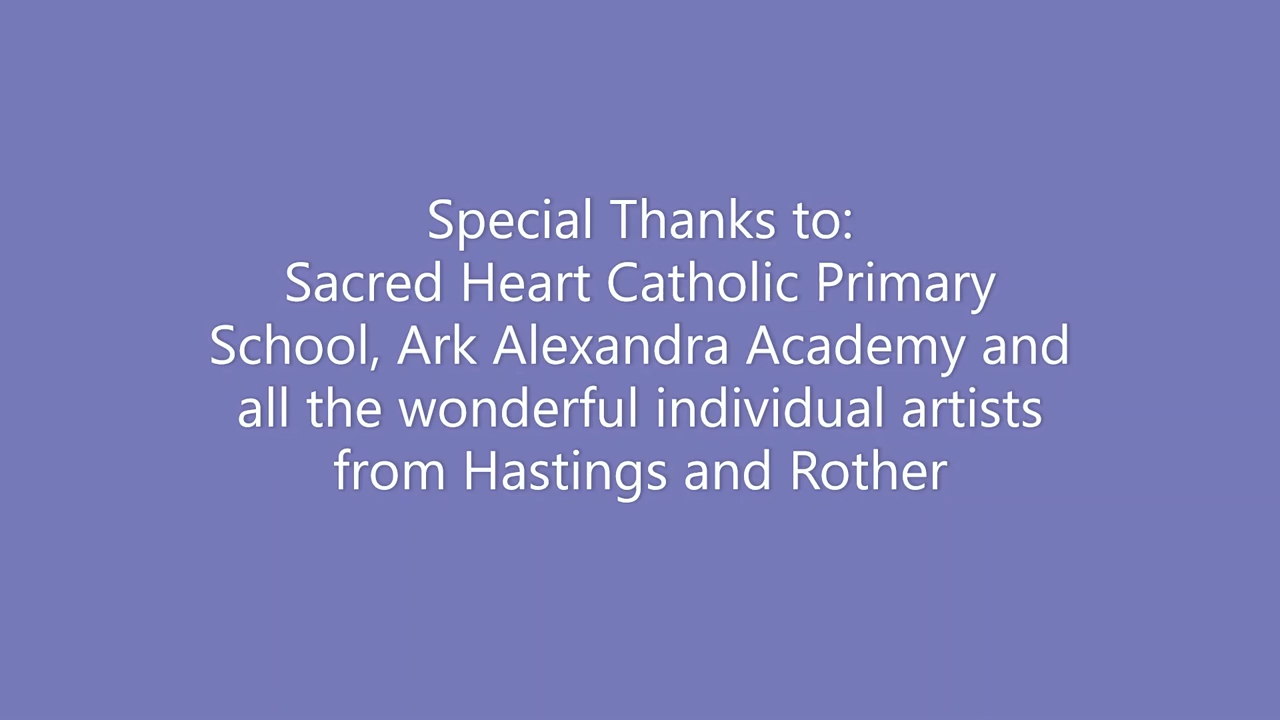 Special Thanks to:
Sacred Heart Catholic Primary
School, Ark Alexandra Academy and
all the wonderful individual artists
from Hastings and Rother